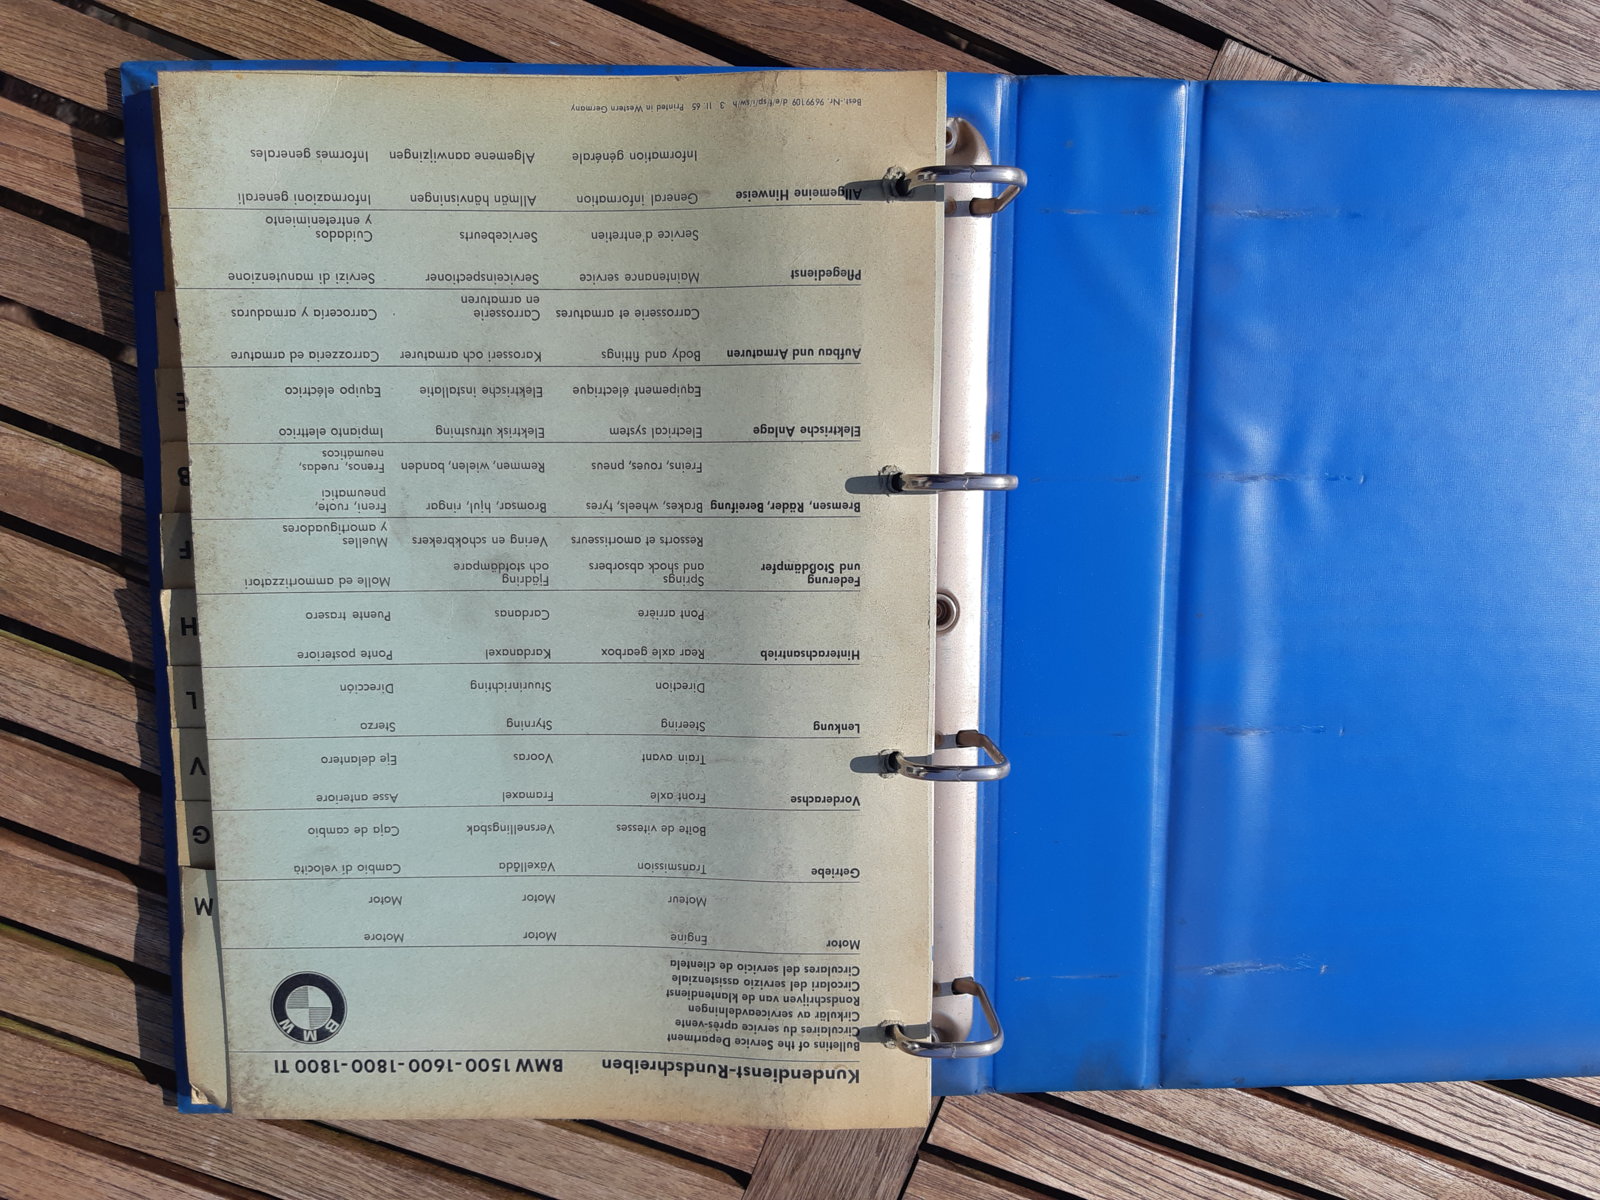 Kundendienst-Rundschreiben BMW 1500-1600-1800-1800 TI
Bulletins of the Service Department
Circulaires du service après-vente
Cirkulär av serviceavdelningen
Rondschrijven van de klantendienst
Circolari del servizio assistenziale
Circulares del servicio de clientela
BMW
Motor Engine Motor Motore
Moteur Motor Motor
Getriebe Transmission Växellåda Cambio di velocità
Boîte de vitesses Versnellingsbak Caja de cambio
Vorderachse Front axle Framaxel Asse anteriore
Train avant Vooras Eje delantero
Lenkung Steering Styrning Sterzo
Direction Stuurinrichting Dirección
Hinterachsantrieb Rear axle gearbox Kardanaxel Ponte posteriore
Pont arrière Cardanas Puente trasero
Federung Springs Fjädring Molle ed ammortizzatori
und Stoßdämpfer and shock absorbers och stötdämpare
Ressorts et amortisseurs Vering en schokbrekers Muelles
y amortiguadores
Bremsen, Räder, Bereifung Brakes, wheels, tyres Bromsar, hjul, ringar Freni, ruote,
pneumatici
Freins, roues, pneus Remmen, wielen, banden Frenos, ruedas,
neumáticos
Elektrische Anlage Electrical system Elektrisk utrustning Impianto elettrico
Equipement électrique Elektrische installatie Equipo eléctrico
Aufbau und Armaturen Body and fittings Karosseri och armaturer Carrozzeria ed armature
Carrosserie et armatures Carrosserie Carrocería y armaduras
en armaturen
Pflegedienst Maintenance service Serviceinspectioner Servizi di manutenzione
Service d'entretien Servicebeurts Cuidados
y entretenimiento
Allgemeine Hinweise General information Allmän hänvisningen Informazioni generali
Information générale Algemene aanwijzingen Informes generales
Best.-Nr. 9699109 d/e/f/sp/i/sw/h 3 II. 65 Printed in Western Germany
M
G
V
L
H
F
B
E